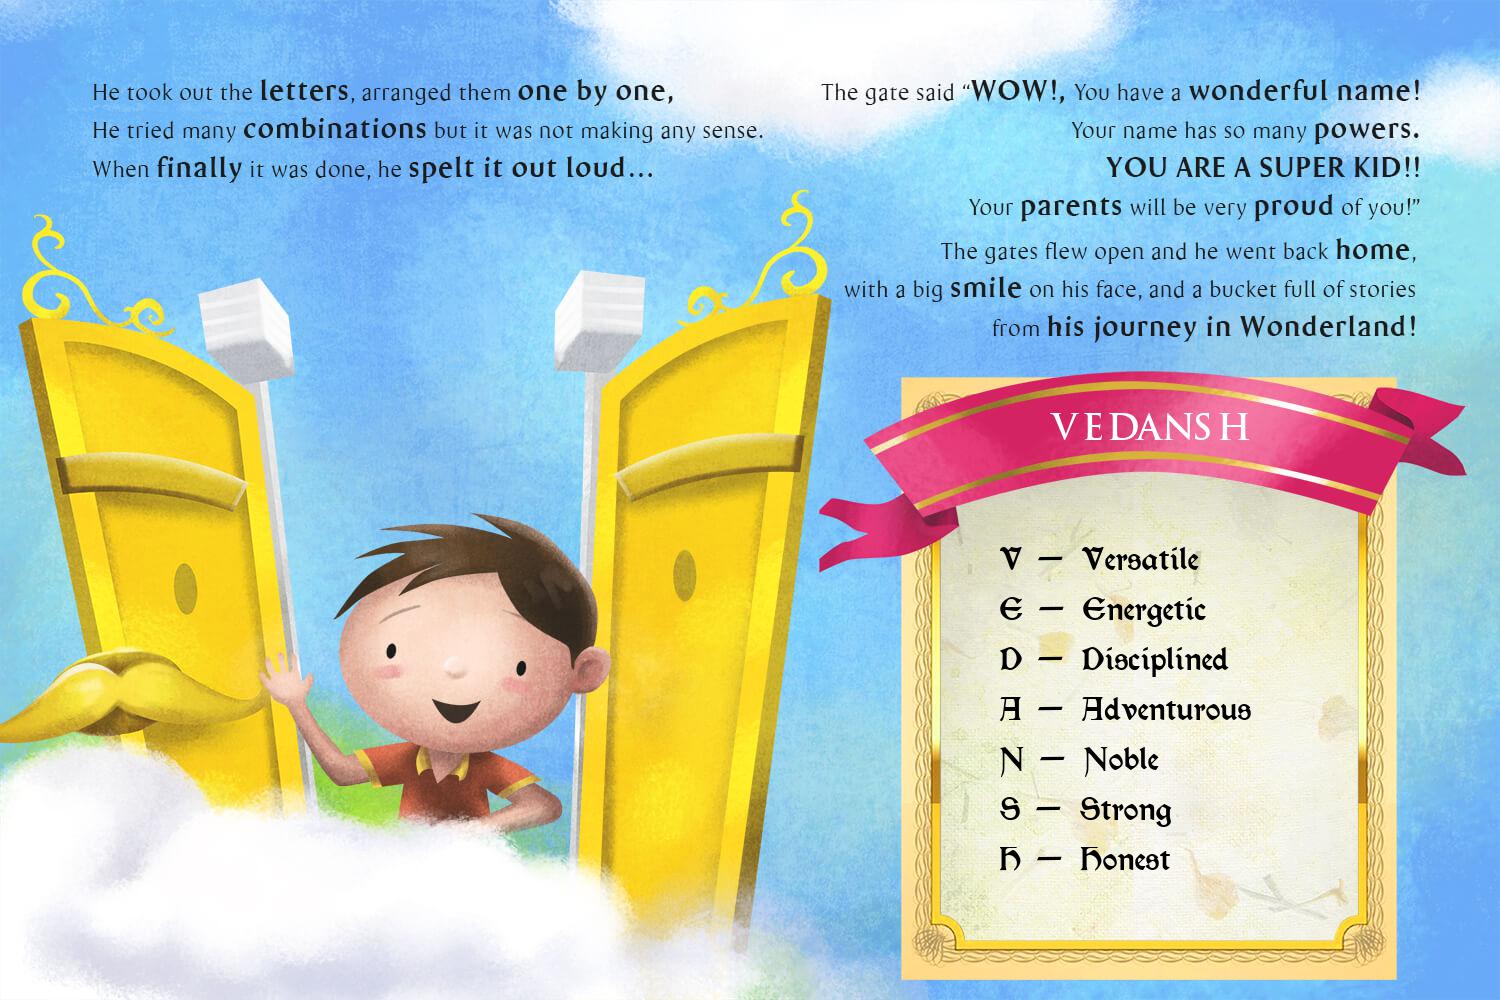 He took out the letters, arranged them one by one,
He tried many combinations but it was not making any sense.
When finally it was done, he spelt it out loud...
The gate said “WOW!, You have a wonderful name!
Your name has so many powers.
YOU ARE A SUPER KID!!
Your parents will be very proud of you!”
The gates flew open and he went back home,
with a big smile on his face, and a bucket full of stories
from his journey in Wonderland!
VEDANSH
V — Versatile
E — Energetic
D — Disciplined
A — Adventurous
N — Noble
S — Strong
H — Honest